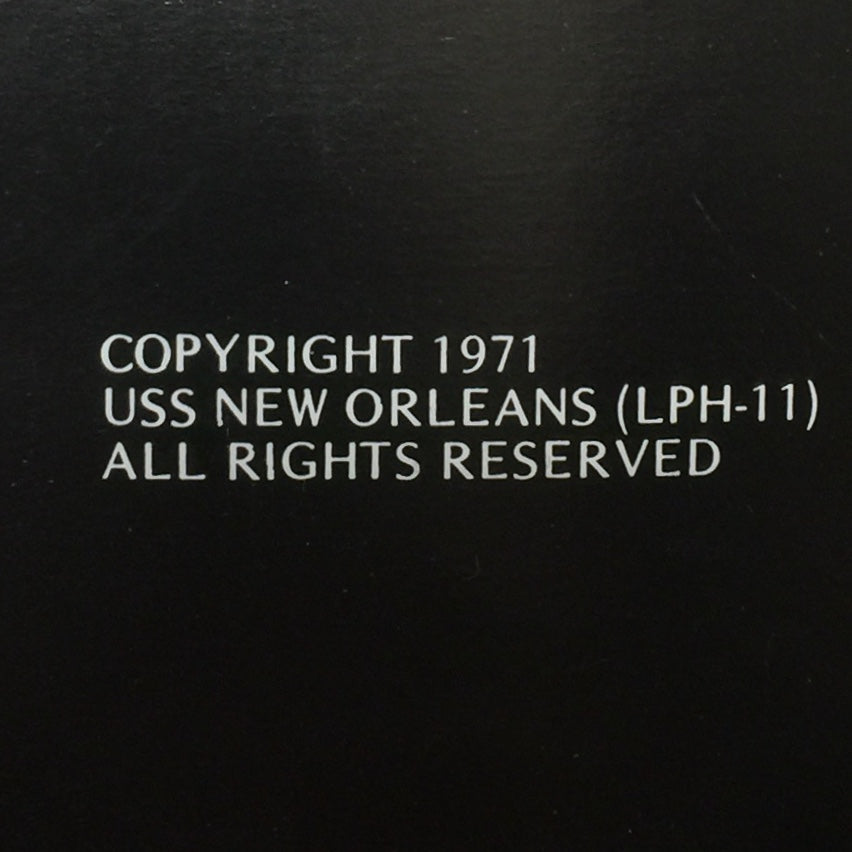 COPYRIGHT 1971
USS NEW ORLEANS (LPH-11)
ALL RIGHTS RESERVED